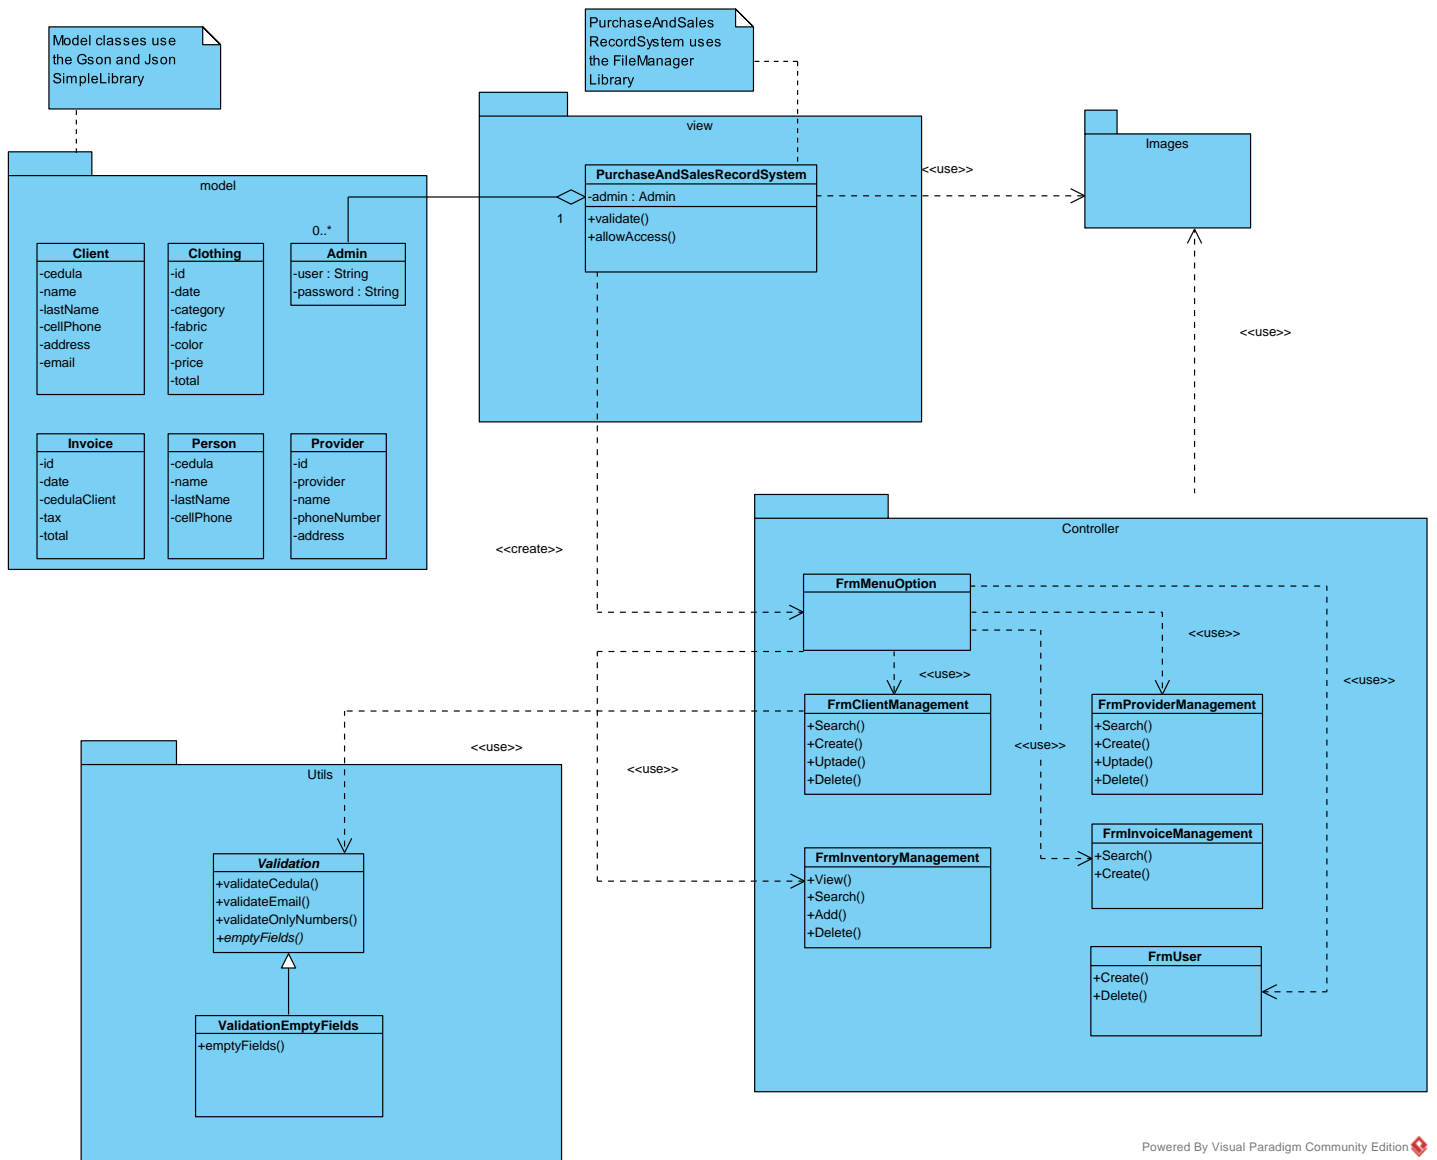 Model classes use
the Gson and Json
SimpleLibrary
PurchaseAndSales
RecordSystem uses
the FileManager
Library
view
PurchaseAndSalesRecordSystem
-admin : Admin
+validate()
+allowAccess()
<<use>>
Images
<<use>>
model
0..*
1
Client
-cedula
-name
-lastName
-cellPhone
-address
-email
Clothing
-id
-date
-category
-fabric
-color
-price
-total
Admin
-user : String
-password : String
Invoice
-id
-date
-cedulaClient
-tax
-total
Person
-cedula
-name
-lastName
-cellPhone
Provider
-id
-provider
-name
-phoneNumber
-address
<<create>>
Controller
FrmMenuOption
<<use>>
<<use>>
<<use>>
<<use>>
<<use>>
<<use>>
FrmClientManagement
+Search()
+Create()
+Uptade()
+Delete()
FrmProviderManagement
+Search()
+Create()
+Uptade()
+Delete()
FrmInventoryManagement
+View()
+Search()
+Add()
+Delete()
FrmInvoiceManagement
+Search()
+Create()
FrmUser
+Create()
+Delete()
Utils
Validation
+validateCedula()
+validateEmail()
+validateOnlyNumbers()
+emptyFields()
ValidationEmptyFields
+emptyFields()
Powered By Visual Paradigm Community Edition